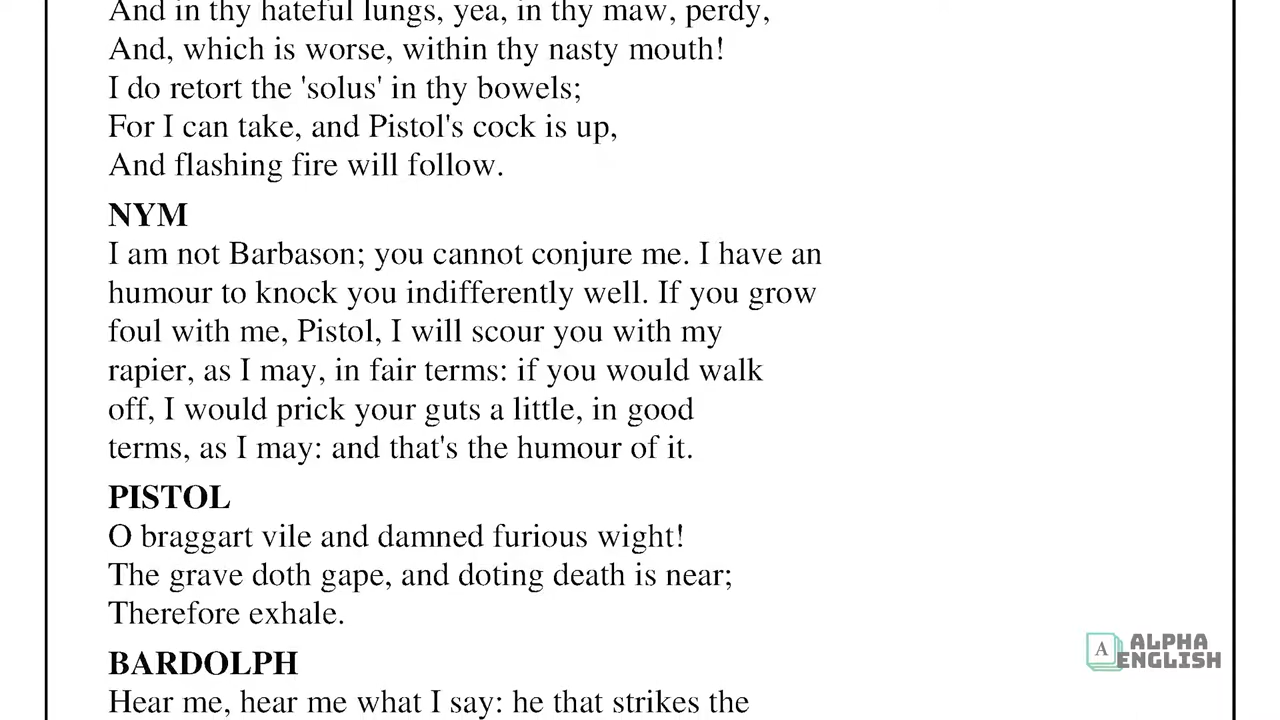 And in thy hateful lungs, yea, in thy maw, perdy,
And, which is worse, within thy nasty mouth!
I do retort the 'solus' in thy bowels;
For I can take, and Pistol's cock is up,
And flashing fire will follow.
NYM
I am not Barbason; you cannot conjure me. I have an
humour to knock you indifferently well. If you grow
foul with me, Pistol, I will scour you with my
rapier, as I may, in fair terms: if you would walk
off, I would prick your guts a little, in good
terms, as I may: and that's the humour of it.
PISTOL
O braggart vile and damned furious wight!
The grave doth gape, and doting death is near;
Therefore exhale.
BARDOLPH
Hear me, hear me what I say: he that strikes the
A ALPHA
ENGLISH